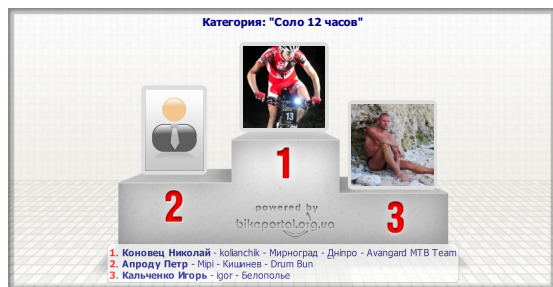 Категория: "Соло 12 часов"
13
1
2
3
powered by
bikeportal.org.ua
1. Коновец Николай - kolianchik - Мирноград - Дніпро - Avangard MTB Team
2. Апроду Петр - Mipi - Кишинев - Drum Bun
3. Кальченко Игорь - igor - Белополье